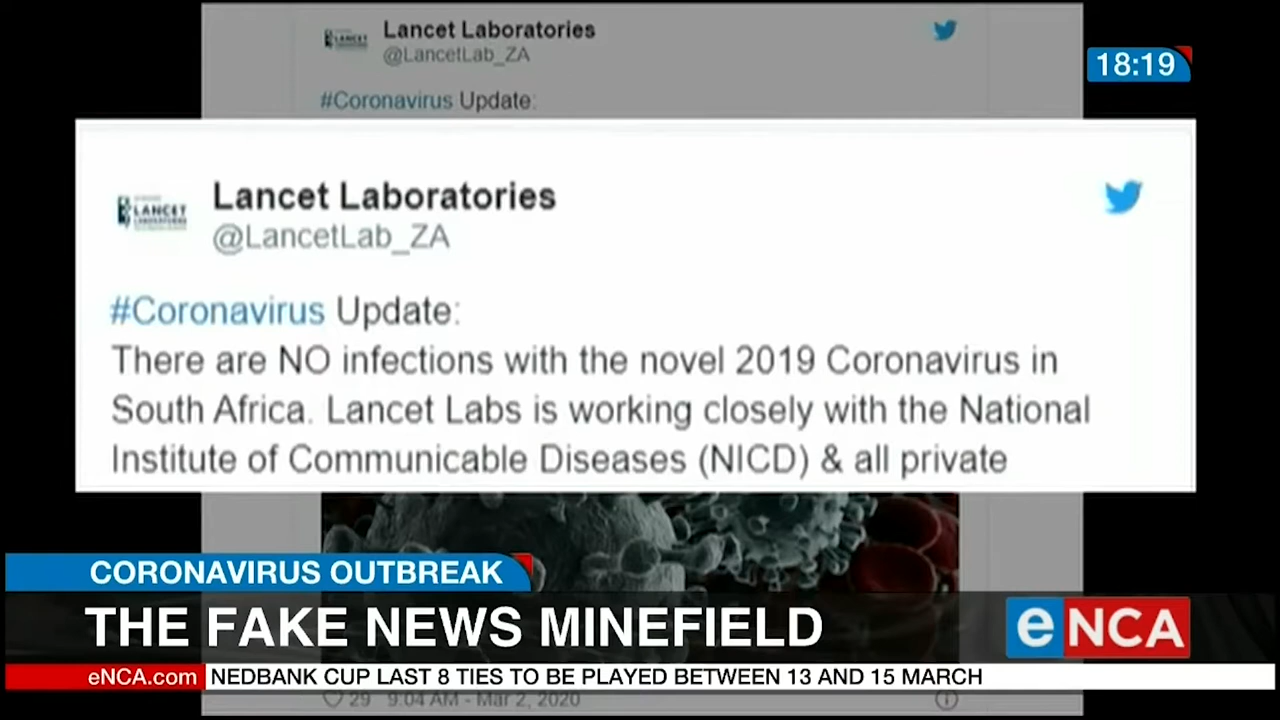 Lancet Laboratories
@LancetLab_ZA
#Coronavirus Update:
18:19
LANCET
Lancet Laboratories
@LancetLab_ZA
#Coronavirus Update:
There are NO infections with the novel 2019 Coronavirus in
South Africa. Lancet Labs is working closely with the National
Institute of Communicable Diseases (NICD) & all private
CORONAVIRUS OUTBREAK
THE FAKE NEWS MINEFIELD
eNCA
eNCA.com NEDBANK CUP LAST 8 TIES TO BE PLAYED BETWEEN 13 AND 15 MARCH
29 9:04 AM - Mar 2, 2020